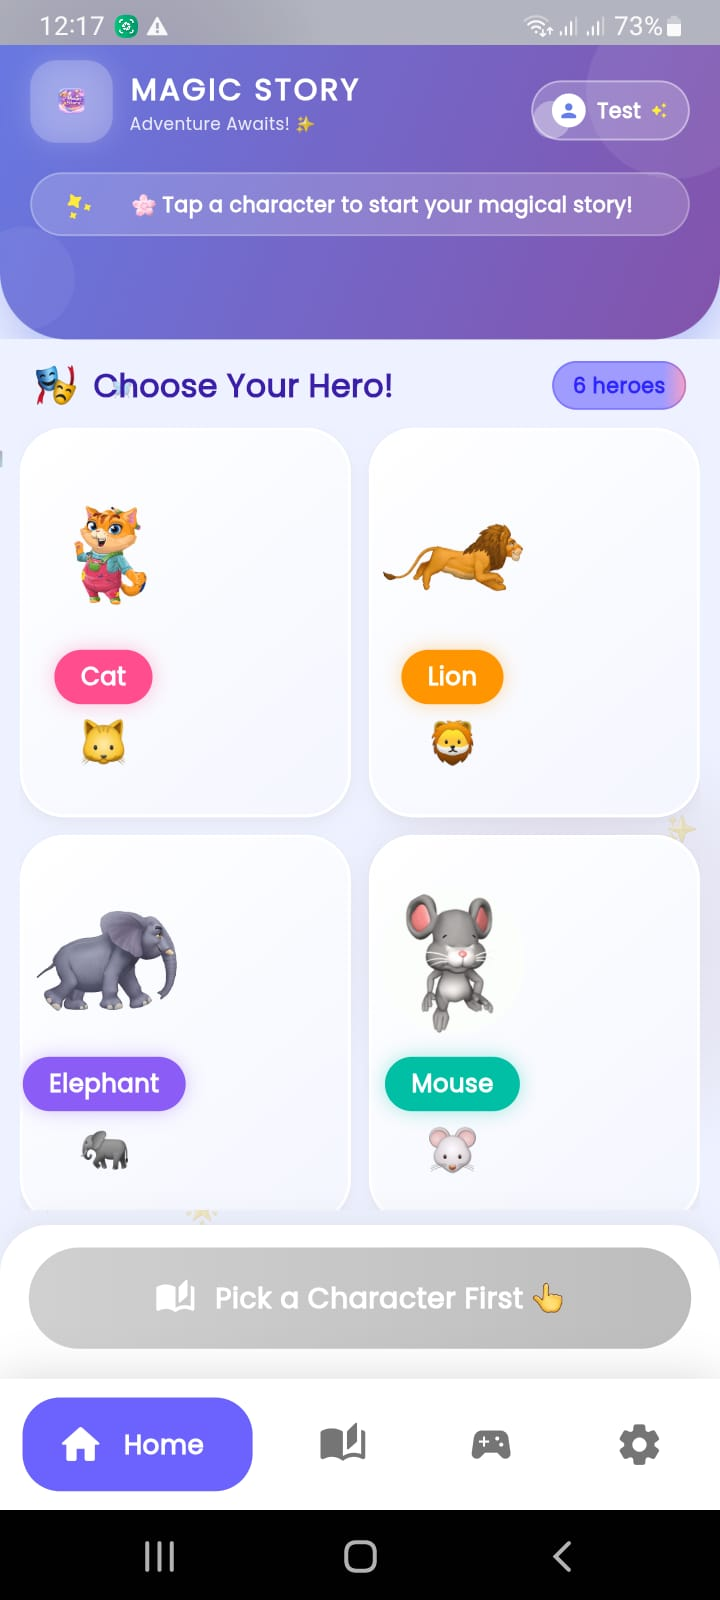 12:17 73%
MAGIC STORY
Adventure Awaits! ✨
Test ✨
🌸 Tap a character to start your magical story!
🎭 Choose Your Hero!
6 heroes
Cat
Lion
Elephant
Mouse
Pick a Character First 👆
Home